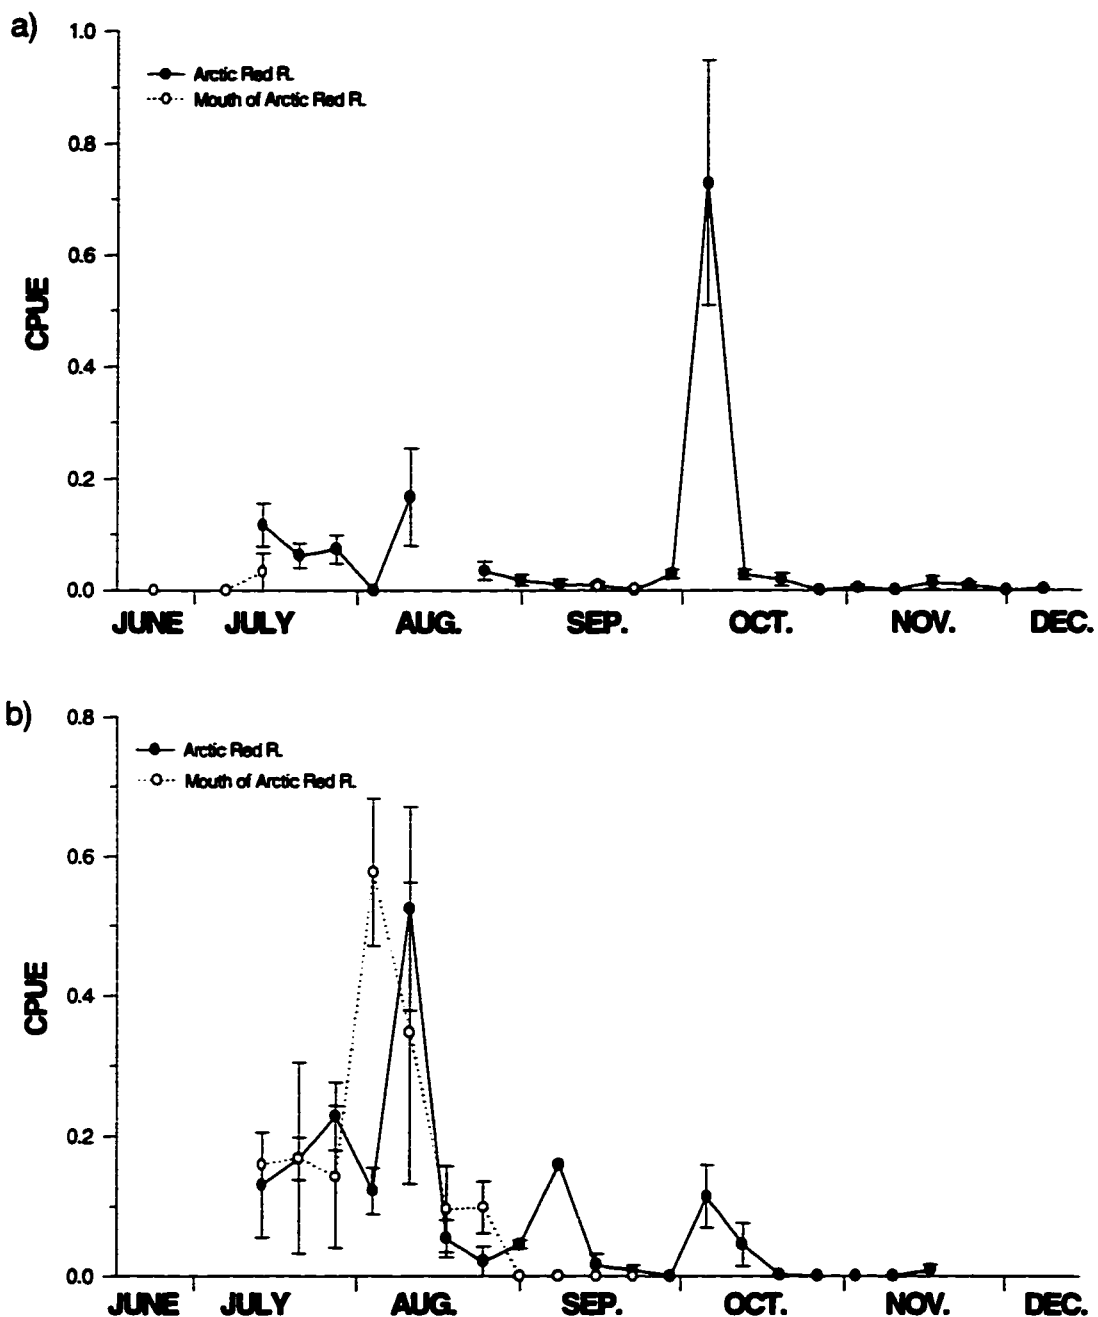 a)
1.0
Arctic Red R.
Mouth of Arctic Red R.
0.8
0.6
CPUE
0.4
0.2
0.0
JUNE JULY AUG. SEP. OCT. NOV. DEC.
b)
0.8
Arctic Red R.
Mouth of Arctic Red R.
0.6
CPUE
0.4
0.2
0.0
JUNE JULY AUG. SEP. OCT. NOV. DEC.